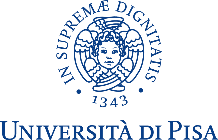 IN SUPREMÆ DIGNITATIS
· 1343 ·
UNIVERSITÀ DI PISA